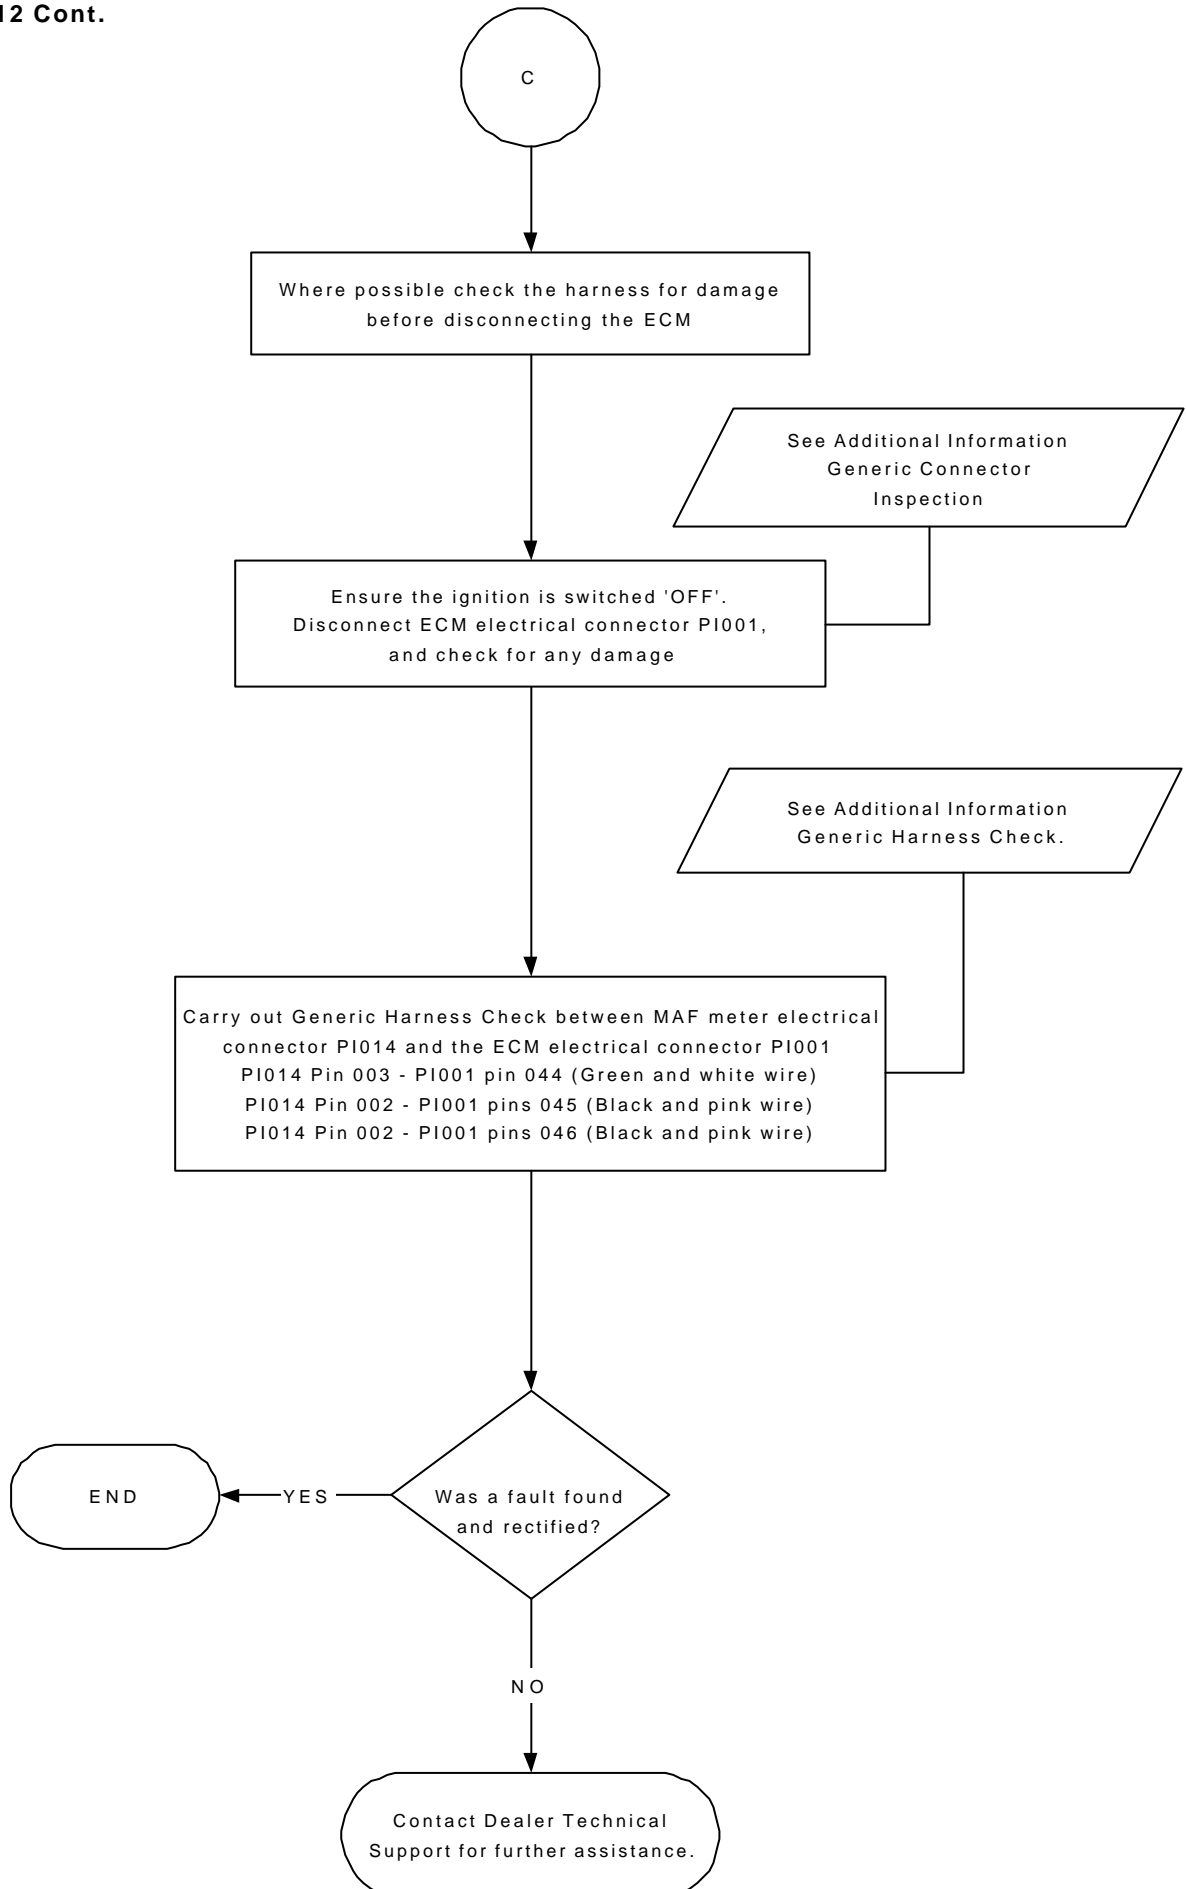 12 Cont.
C
Where possible check the harness for damage
before disconnecting the ECM
See Additional Information
Generic Connector
Inspection
Ensure the ignition is switched 'OFF'.
Disconnect ECM electrical connector PI001,
and check for any damage
See Additional Information
Generic Harness Check.
Carry out Generic Harness Check between MAF meter electrical
connector PI014 and the ECM electrical connector PI001
PI014 Pin 003 - PI001 pin 044 (Green and white wire)
PI014 Pin 002 - PI001 pins 045 (Black and pink wire)
PI014 Pin 002 - PI001 pins 046 (Black and pink wire)
Was a fault found
and rectified?
YES
END
NO
Contact Dealer Technical
Support for further assistance.